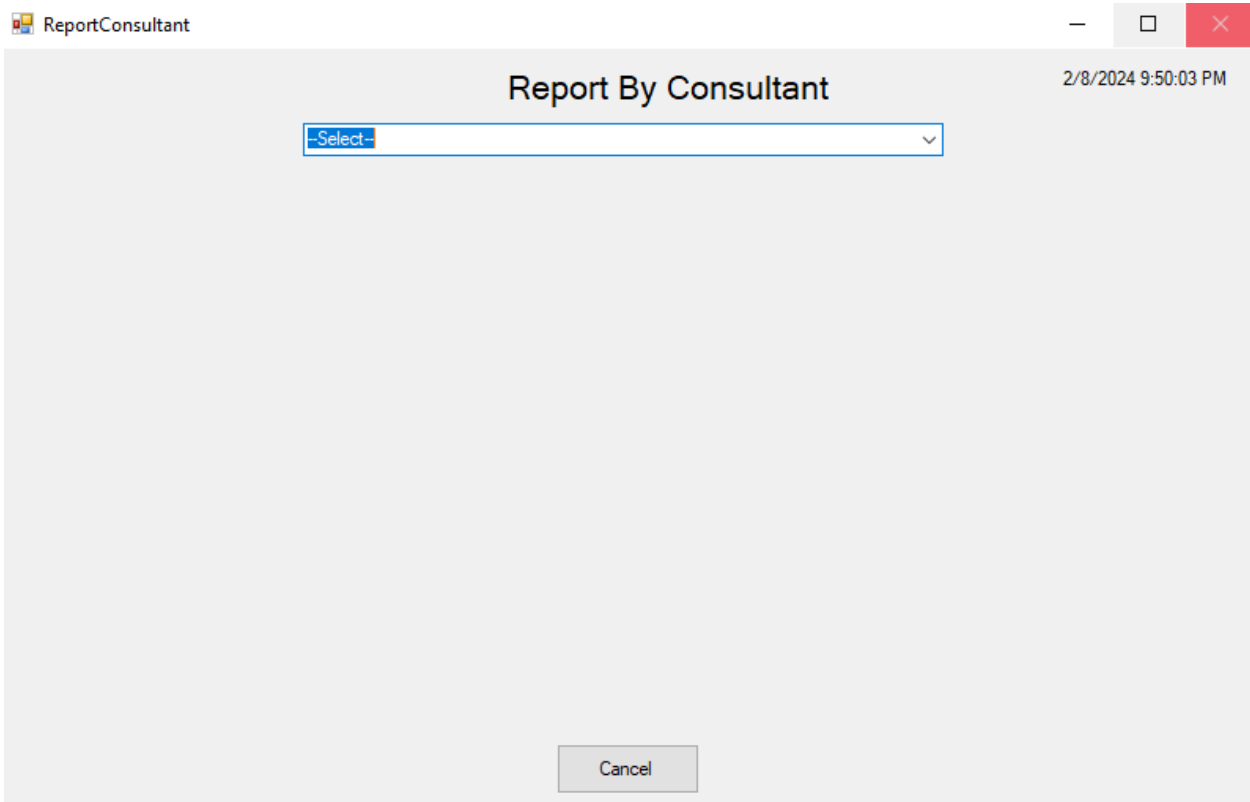 ReportConsultant
Report By Consultant
2/8/2024 9:50:03 PM
--Select--
Cancel